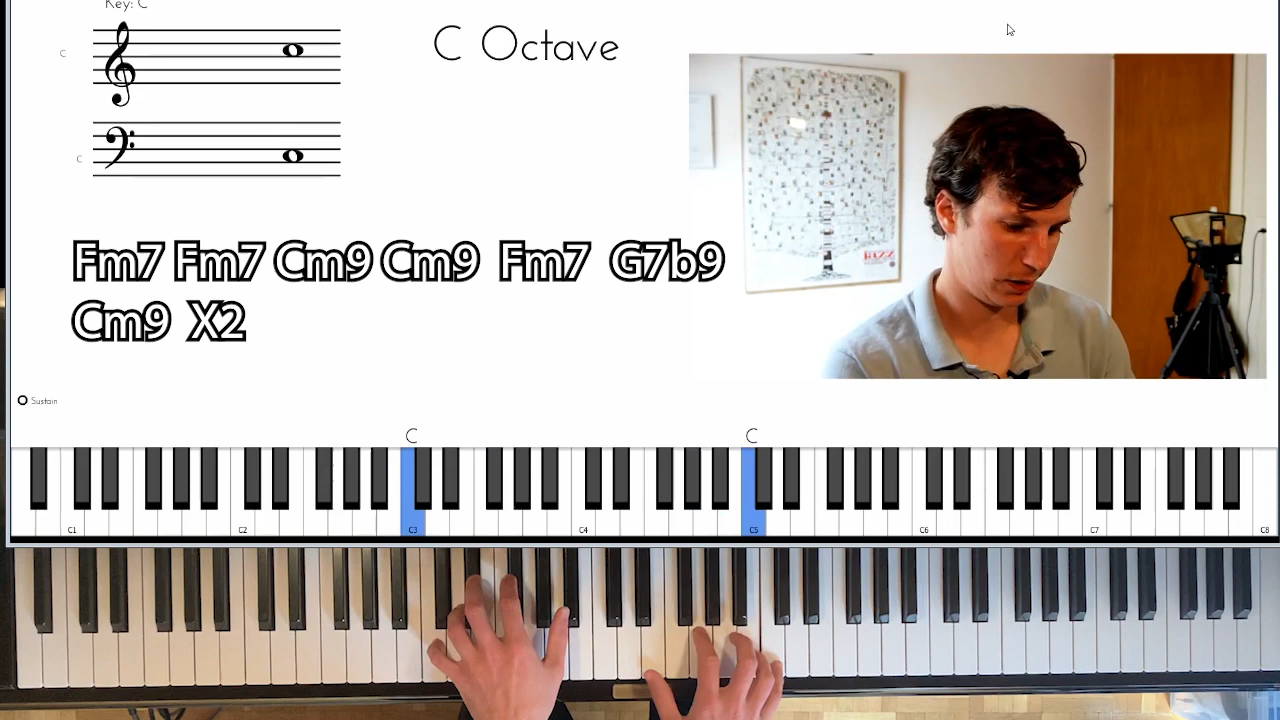 Key: C
C Octave
C
C
JAZZ
Fm7 Fm7 Cm9 Cm9 Fm7 G7b9
Cm9 X2
Sustain
C C
C1 C2 C3 C4 C5 C6 C7 C8